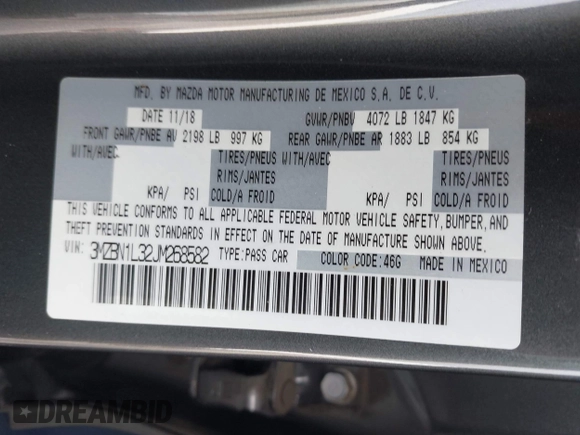 MFD. BY MAZDA MOTOR MANUFACTURING DE MEXICO S.A. DE C.V.
DATE 11/18 GVWR/PNBV 4072 LB 1847 KG
FRONT GAWR/PNBE AV 2198 LB 997 KG REAR GAWR/PNBE AR 1883 LB 854 KG
WITH/AVEC TIRES/PNEUS WITH/AVEC TIRES/PNEUS
RIMS/JANTES RIMS/JANTES
KPA/ PSI COLD/A FROID KPA/ PSI COLD/A FROID
THIS VEHICLE CONFORMS TO ALL APPLICABLE FEDERAL MOTOR VEHICLE SAFETY, BUMPER, AND
THEFT PREVENTION STANDARDS IN EFFECT ON THE DATE OF MANUFACTURE SHOWN ABOVE.
VIN: 3MZBN1L32JM268582 TYPE:PASS CAR COLOR CODE:46G MADE IN MEXICO
DREAMBID